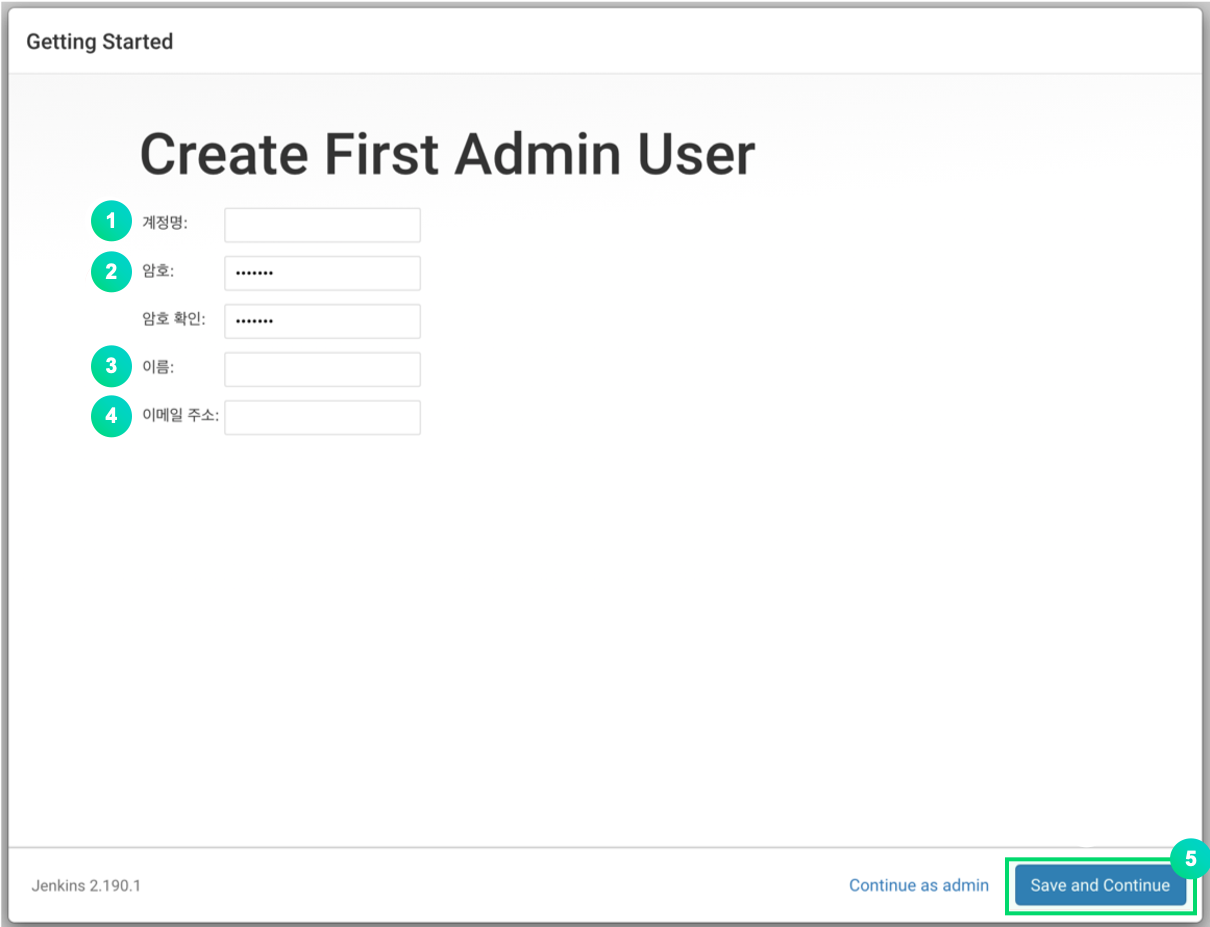 Getting Started
Create First Admin User
1 계정명:
2 암호: •••••••
암호 확인: •••••••
3 이름:
4 이메일 주소:
5
Jenkins 2.190.1 Continue as admin Save and Continue